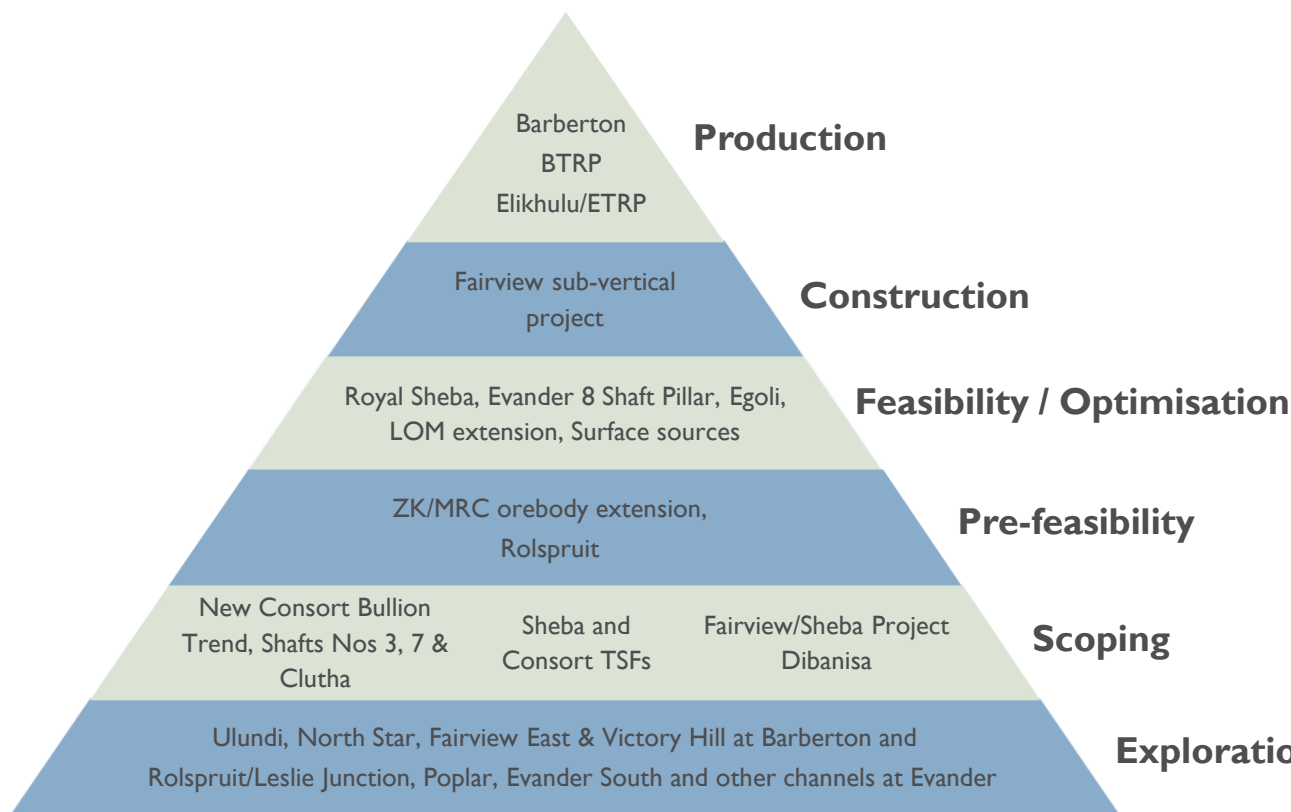 Barberton
BTRP
Elikhulu/ETRP
Production
Fairview sub-vertical
project
Construction
Royal Sheba, Evander 8 Shaft Pillar, Egoli,
LOM extension, Surface sources
Feasibility / Optimisation
ZK/MRC orebody extension,
Rolspruit
Pre-feasibility
New Consort Bullion
Trend, Shafts Nos 3, 7 &
Clutha
Sheba and
Consort TSFs
Fairview/Sheba Project
Dibanisa
Scoping
Ulundi, North Star, Fairview East & Victory Hill at Barberton and
Rolspruit/Leslie Junction, Poplar, Evander South and other channels at Evander
Exploratio